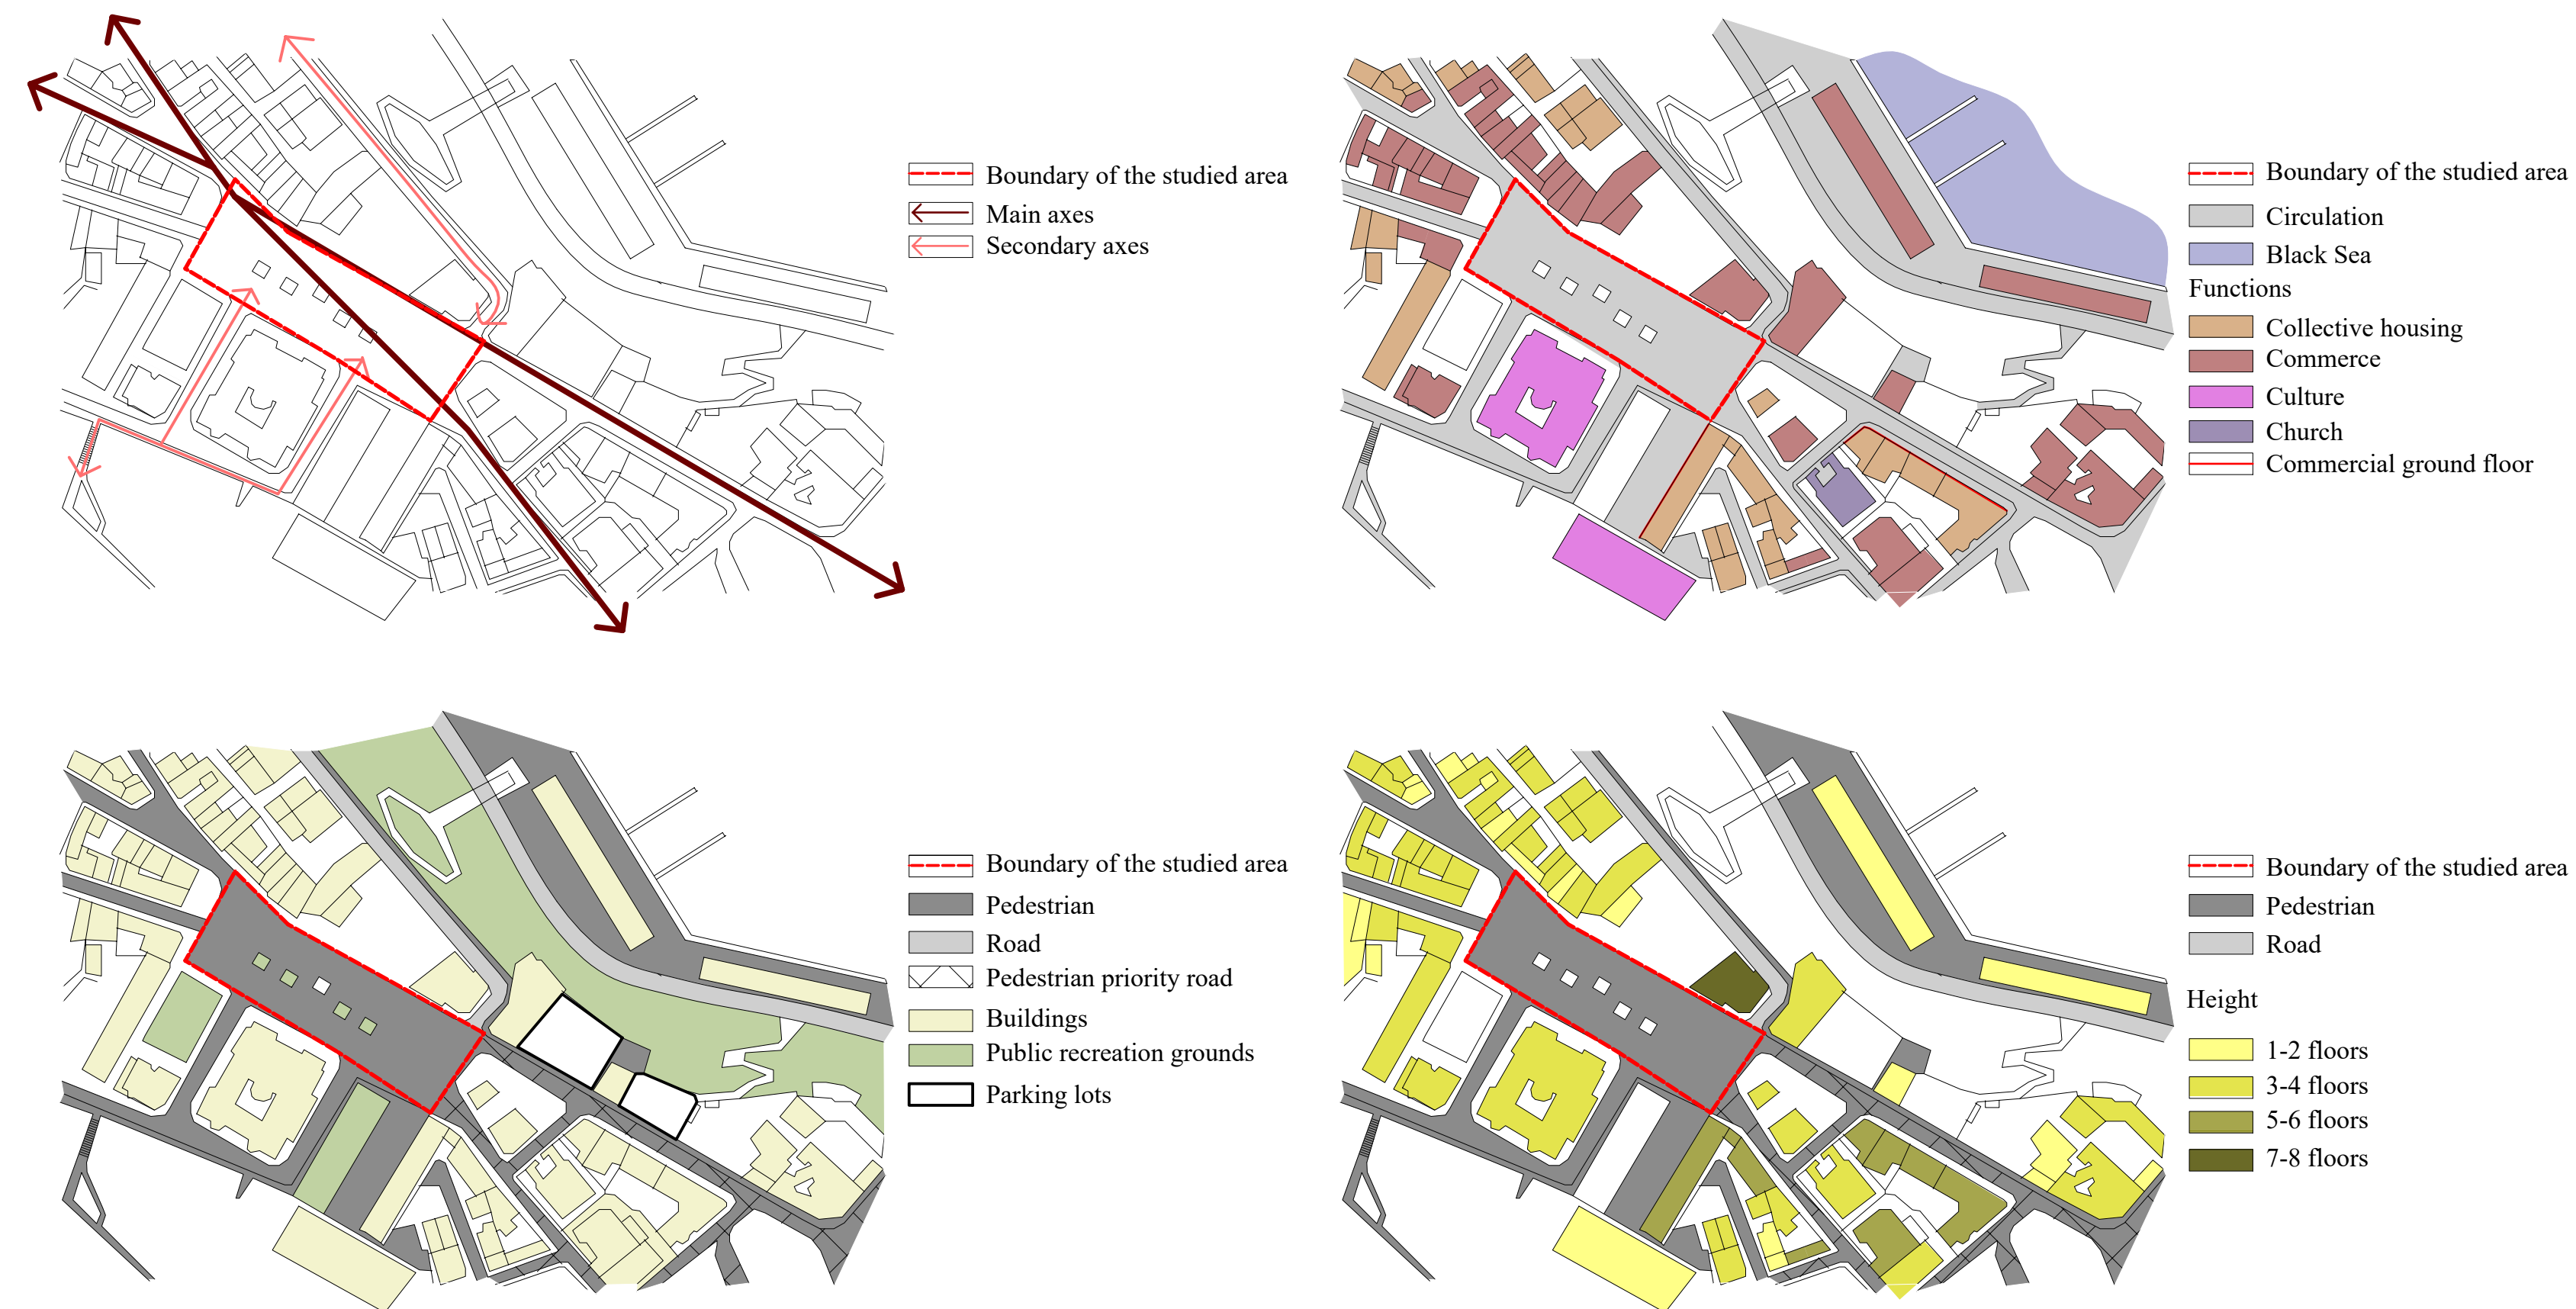 Boundary of the studied area
Main axes
Secondary axes
Boundary of the studied area
Circulation
Black Sea
Functions
Collective housing
Commerce
Culture
Church
Commercial ground floor
Boundary of the studied area
Pedestrian
Road
Pedestrian priority road
Buildings
Public recreation grounds
Parking lots
Boundary of the studied area
Pedestrian
Road
Height
1-2 floors
3-4 floors
5-6 floors
7-8 floors